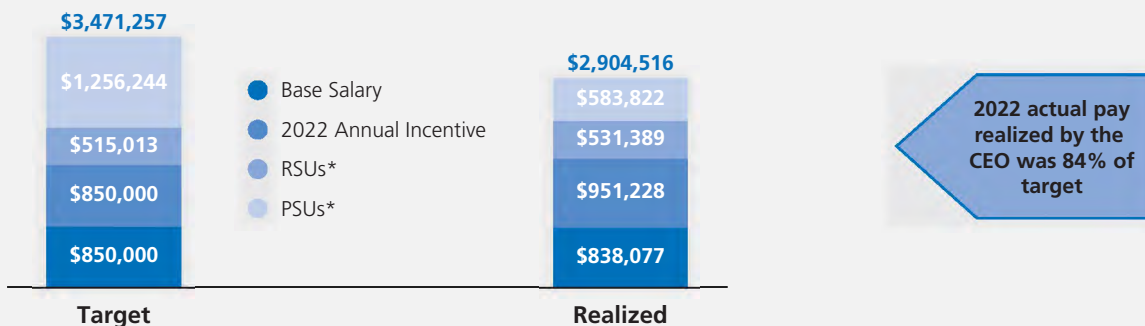 $3,471,257
$1,256,244
$515,013
$850,000
$850,000
Target
Base Salary
2022 Annual Incentive
RSUs*
PSUs*
$2,904,516
$583,822
$531,389
$951,228
$838,077
Realized
2022 actual pay
realized by the
CEO was 84% of
target